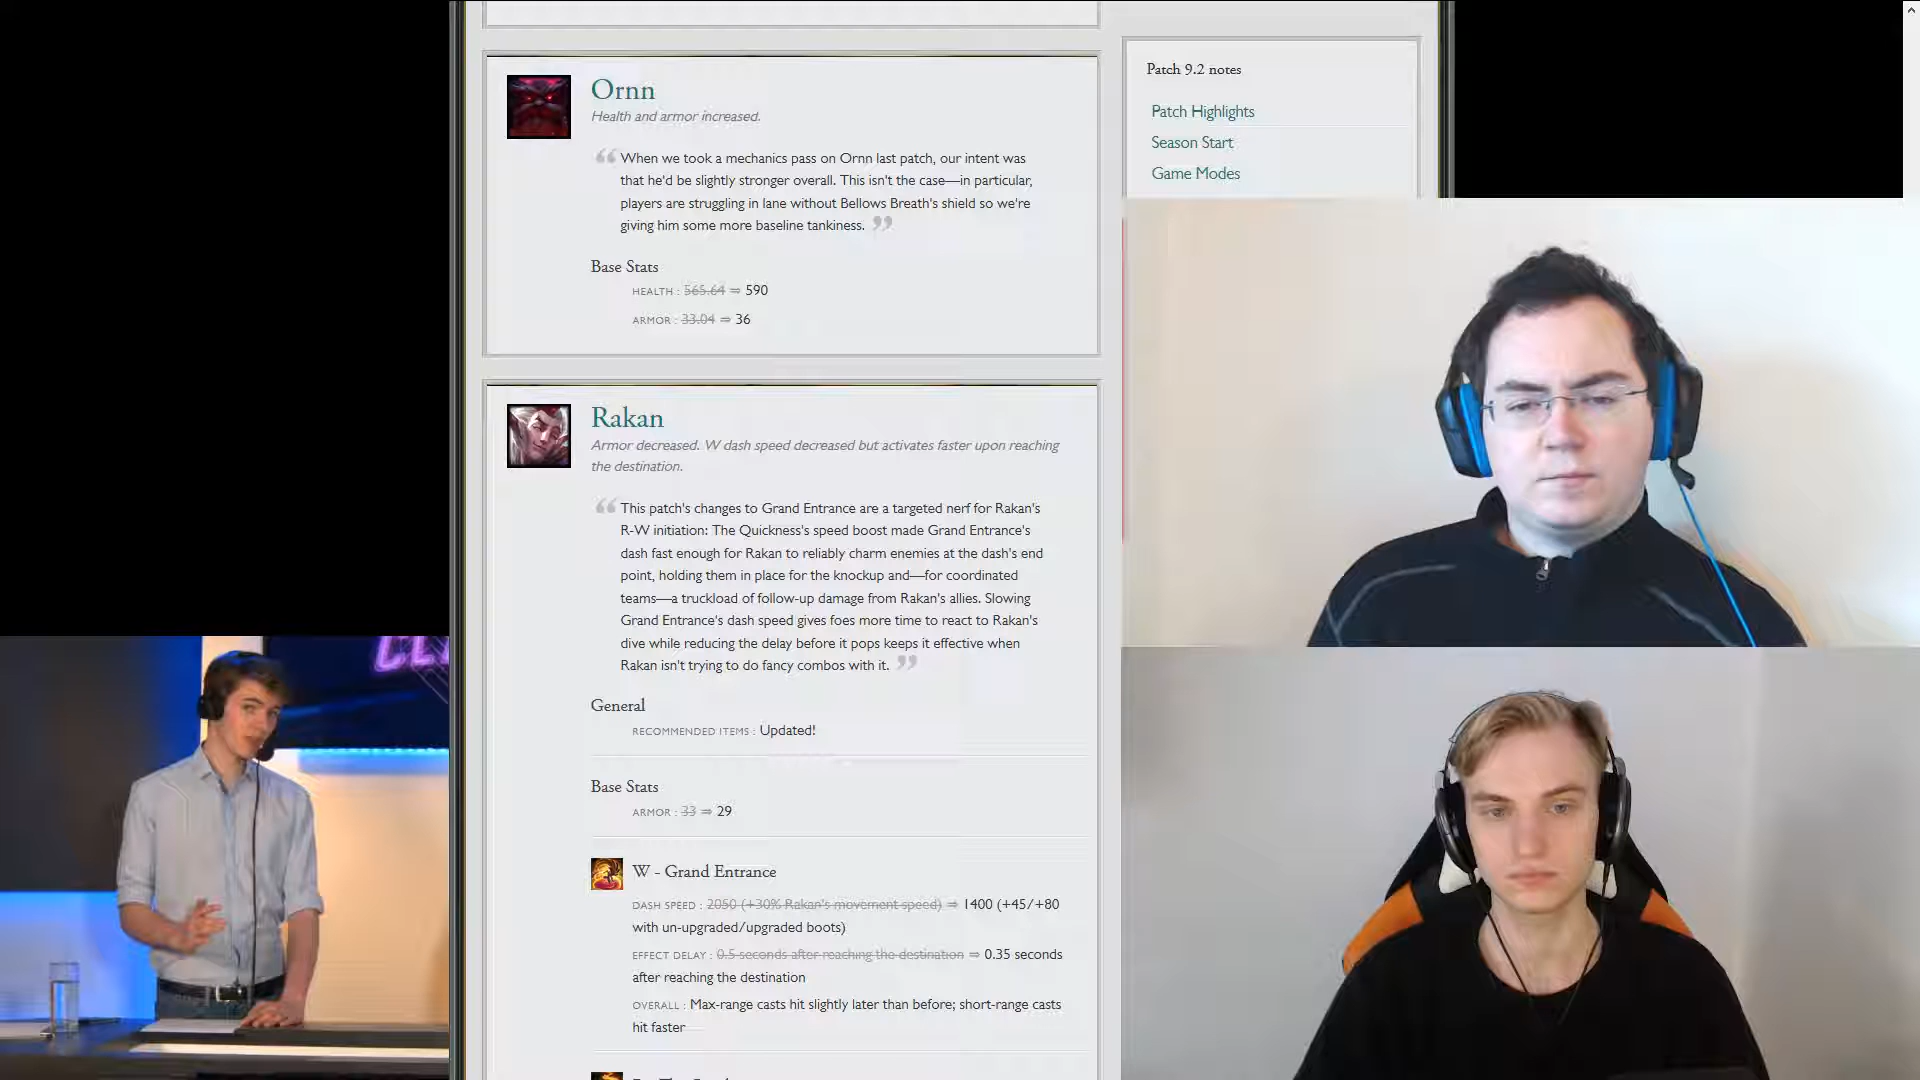 Ornn
Health and armor increased.
“ When we took a mechanics pass on Ornn last patch, our intent was
that he'd be slightly stronger overall. This isn't the case—in particular,
players are struggling in lane without Bellows Breath's shield so we're
giving him some more baseline tankiness. ”
Base Stats
HEALTH : 565.64 ⇒ 590
ARMOR : 33.04 ⇒ 36
Rakan
Armor decreased. W dash speed decreased but activates faster upon reaching
the destination.
“ This patch's changes to Grand Entrance are a targeted nerf for Rakan's
R-W initiation: The Quickness's speed boost made Grand Entrance's
dash fast enough for Rakan to reliably charm enemies at the dash's end
point, holding them in place for the knockup and—for coordinated
teams—a truckload of follow-up damage from Rakan's allies. Slowing
Grand Entrance's dash speed gives foes more time to react to Rakan's
dive while reducing the delay before it pops keeps it effective when
Rakan isn't trying to do fancy combos with it. ”
General
RECOMMENDED ITEMS : Updated!
Base Stats
ARMOR : 33 ⇒ 29
W - Grand Entrance
DASH SPEED : 2050 (+30% Rakan's movement speed) ⇒ 1400 (+45/+80
with un-upgraded/upgraded boots)
EFFECT DELAY : 0.5 seconds after reaching the destination ⇒ 0.35 seconds
after reaching the destination
OVERALL : Max-range casts hit slightly later than before; short-range casts
hit faster
Patch 9.2 notes
Patch Highlights
Season Start
Game Modes